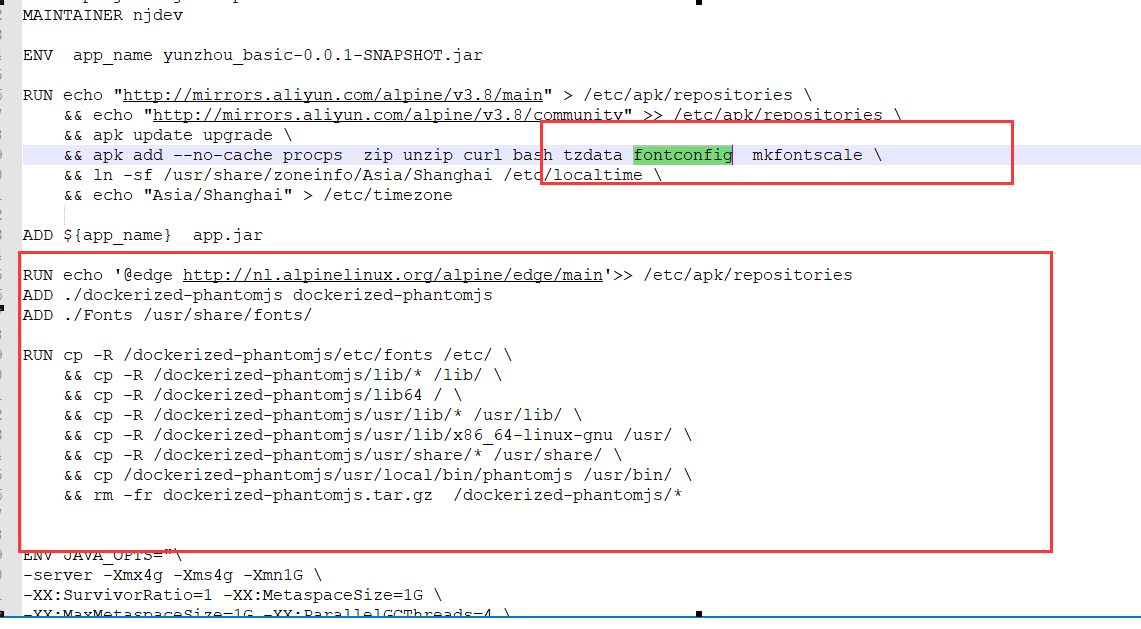 MAINTAINER njdev
ENV  app_name yunzhou_basic-0.0.1-SNAPSHOT.jar
RUN echo "http://mirrors.aliyun.com/alpine/v3.8/main" > /etc/apk/repositories \
    && echo "http://mirrors.aliyun.com/alpine/v3.8/community" >> /etc/apk/repositories \
    && apk update upgrade \
    && apk add --no-cache procps  zip unzip curl bash tzdata fontconfig  mkfontscale \
    && ln -sf /usr/share/zoneinfo/Asia/Shanghai /etc/localtime \
    && echo "Asia/Shanghai" > /etc/timezone
ADD ${app_name}  app.jar
RUN echo '@edge http://nl.alpinelinux.org/alpine/edge/main'>> /etc/apk/repositories
ADD ./dockerized-phantomjs dockerized-phantomjs
ADD ./Fonts /usr/share/fonts/
RUN cp -R /dockerized-phantomjs/etc/fonts /etc/ \
    && cp -R /dockerized-phantomjs/lib/* /lib/ \
    && cp -R /dockerized-phantomjs/lib64 / \
    && cp -R /dockerized-phantomjs/usr/lib/* /usr/lib/ \
    && cp -R /dockerized-phantomjs/usr/lib/x86_64-linux-gnu /usr/ \
    && cp -R /dockerized-phantomjs/usr/share/* /usr/share/ \
    && cp /dockerized-phantomjs/usr/local/bin/phantomjs /usr/bin/ \
    && rm -fr dockerized-phantomjs.tar.gz  /dockerized-phantomjs/*
ENV JAVA_OPTS="\
-server -Xmx4g -Xms4g -Xmn1G \
-XX:SurvivorRatio=1 -XX:MetaspaceSize=1G \
-XX:MaxMetaspaceSize=1G -XX:ParallelGCThreads=4 \